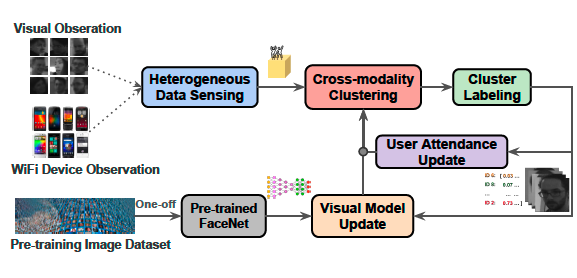 Visual Obseration
Heterogeneous
Data Sensing
Cross-modality
Clustering
Cluster
Labeling
WiFi Device Observation
User Attendance
Update
ID 6: [ 0.03 ...
ID 8: 0.07 ...
... ... ...
ID 2: 0.73 ... ]
One-off
Pre-trained
FaceNet
Visual Model
Update
Pre-training Image Dataset